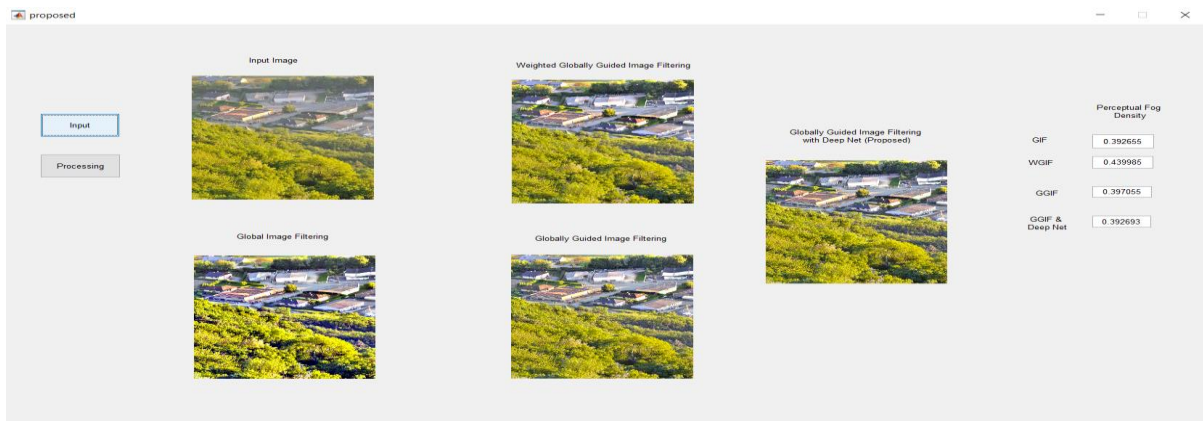 proposed
Input Image
Weighted Globally Guided Image Filtering
Input
Processing
Global Image Filtering
Globally Guided Image Filtering
Globally Guided Image Filtering
with Deep Net (Proposed)
Perceptual Fog
Density
GIF
0.392655
WGIF
0.439985
GGIF
0.397055
GGIF &
Deep Net
0.392693